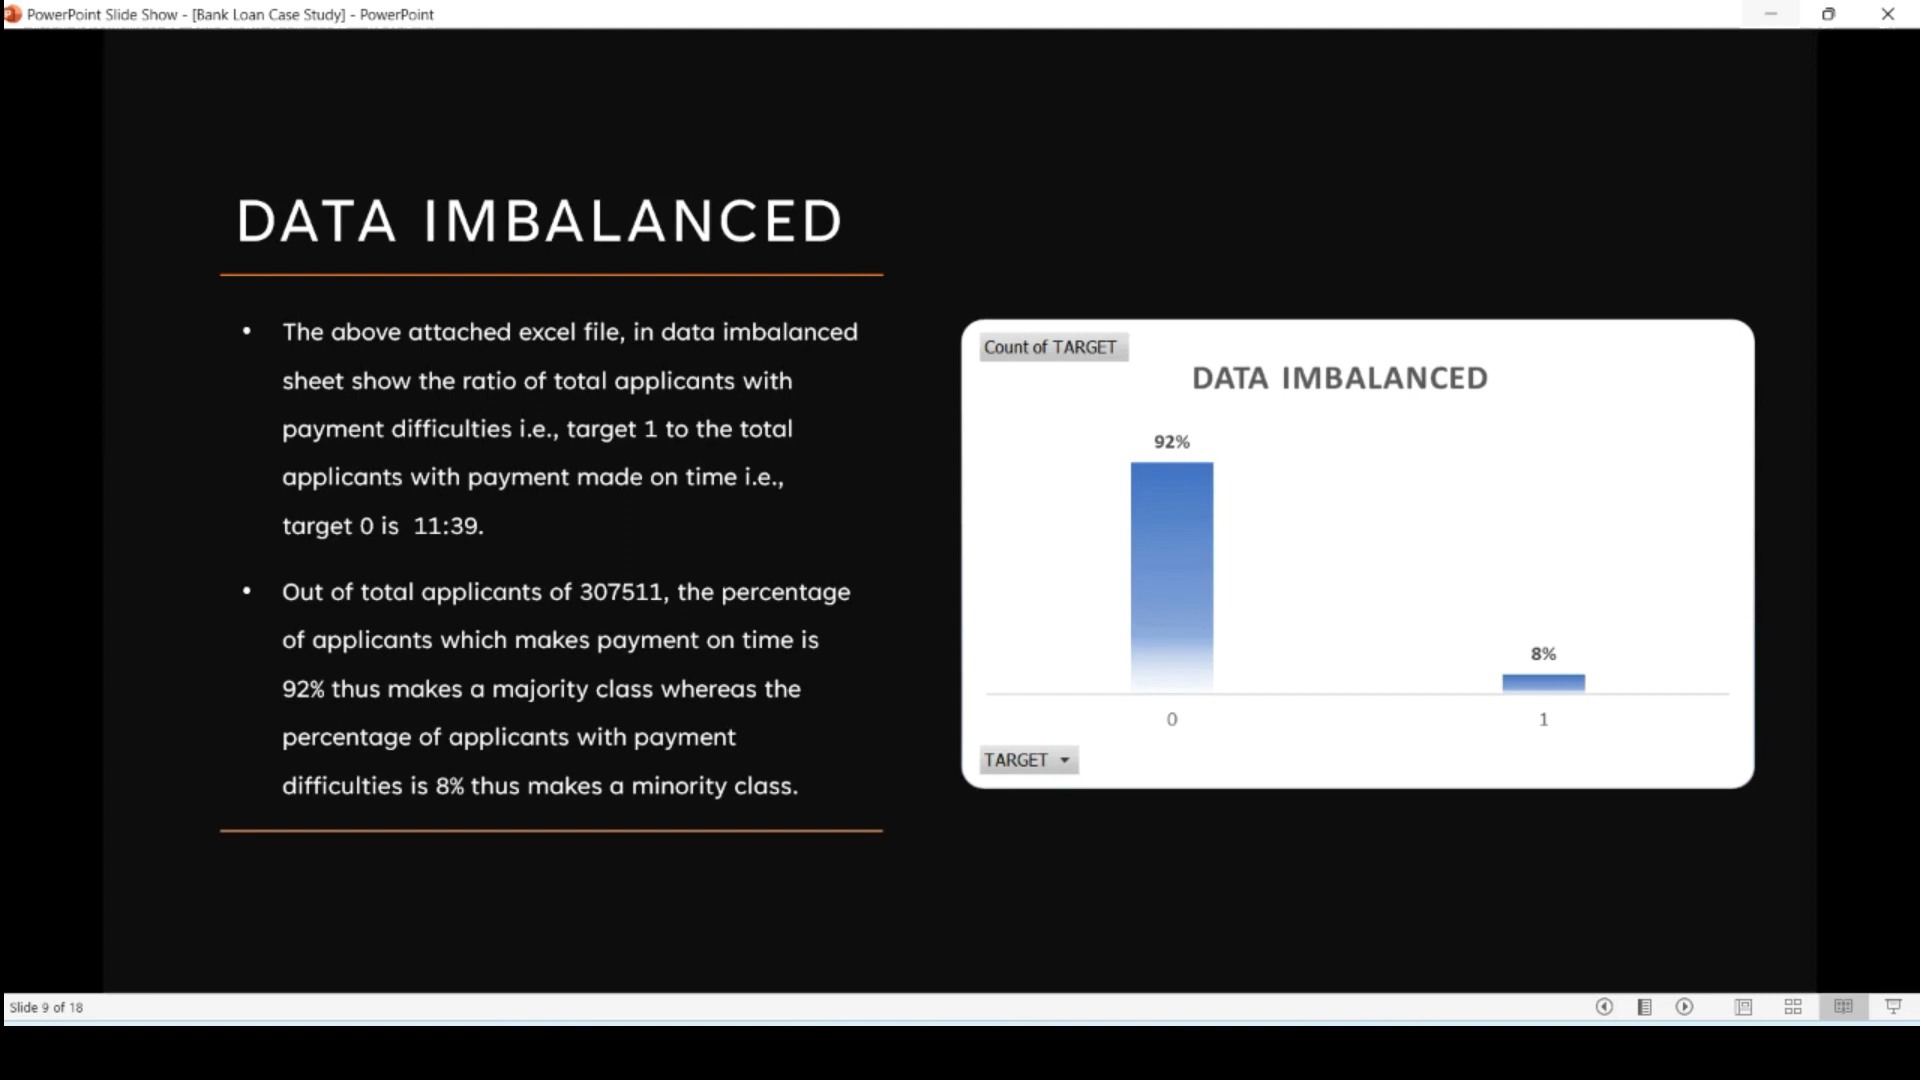 PowerPoint Slide Show - [Bank Loan Case Study] - PowerPoint
DATA IMBALANCED
• The above attached excel file, in data imbalanced
sheet show the ratio of total applicants with
payment difficulties i.e., target 1 to the total
applicants with payment made on time i.e.,
target 0 is 11:39.
• Out of total applicants of 307511, the percentage
of applicants which makes payment on time is
92% thus makes a majority class whereas the
percentage of applicants with payment
difficulties is 8% thus makes a minority class.
Count of TARGET
DATA IMBALANCED
92%
8%
0
1
TARGET
Slide 9 of 18